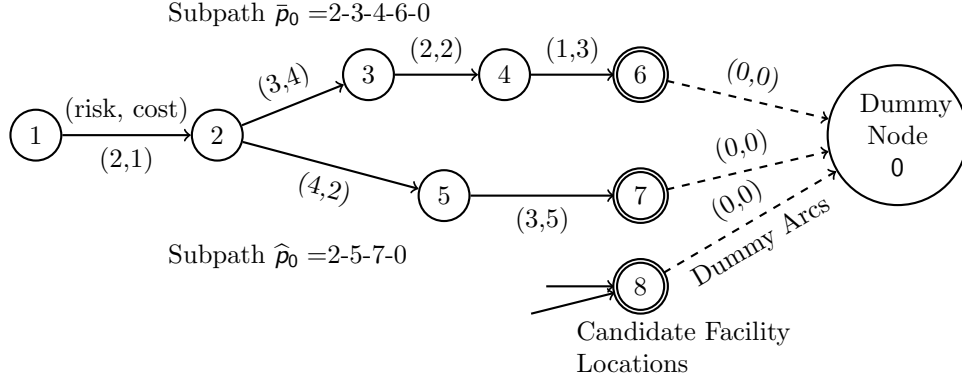 Subpath p̄₀ =2-3-4-6-0
(2,2)
(1,3)
(3,4)
3
4
6
(0,0)
(risk, cost)
1
2
(2,1)
Dummy
Node
0
(0,0)
(4,2)
5
7
(3,5)
(0,0)
Dummy Arcs
Subpath p̂₀ =2-5-7-0
8
Candidate Facility
Locations